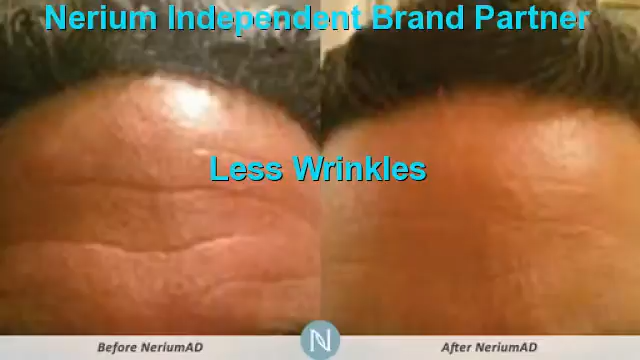 Nerium Independent Brand Partner
Less Wrinkles
N
Before NeriumAD
After NeriumAD